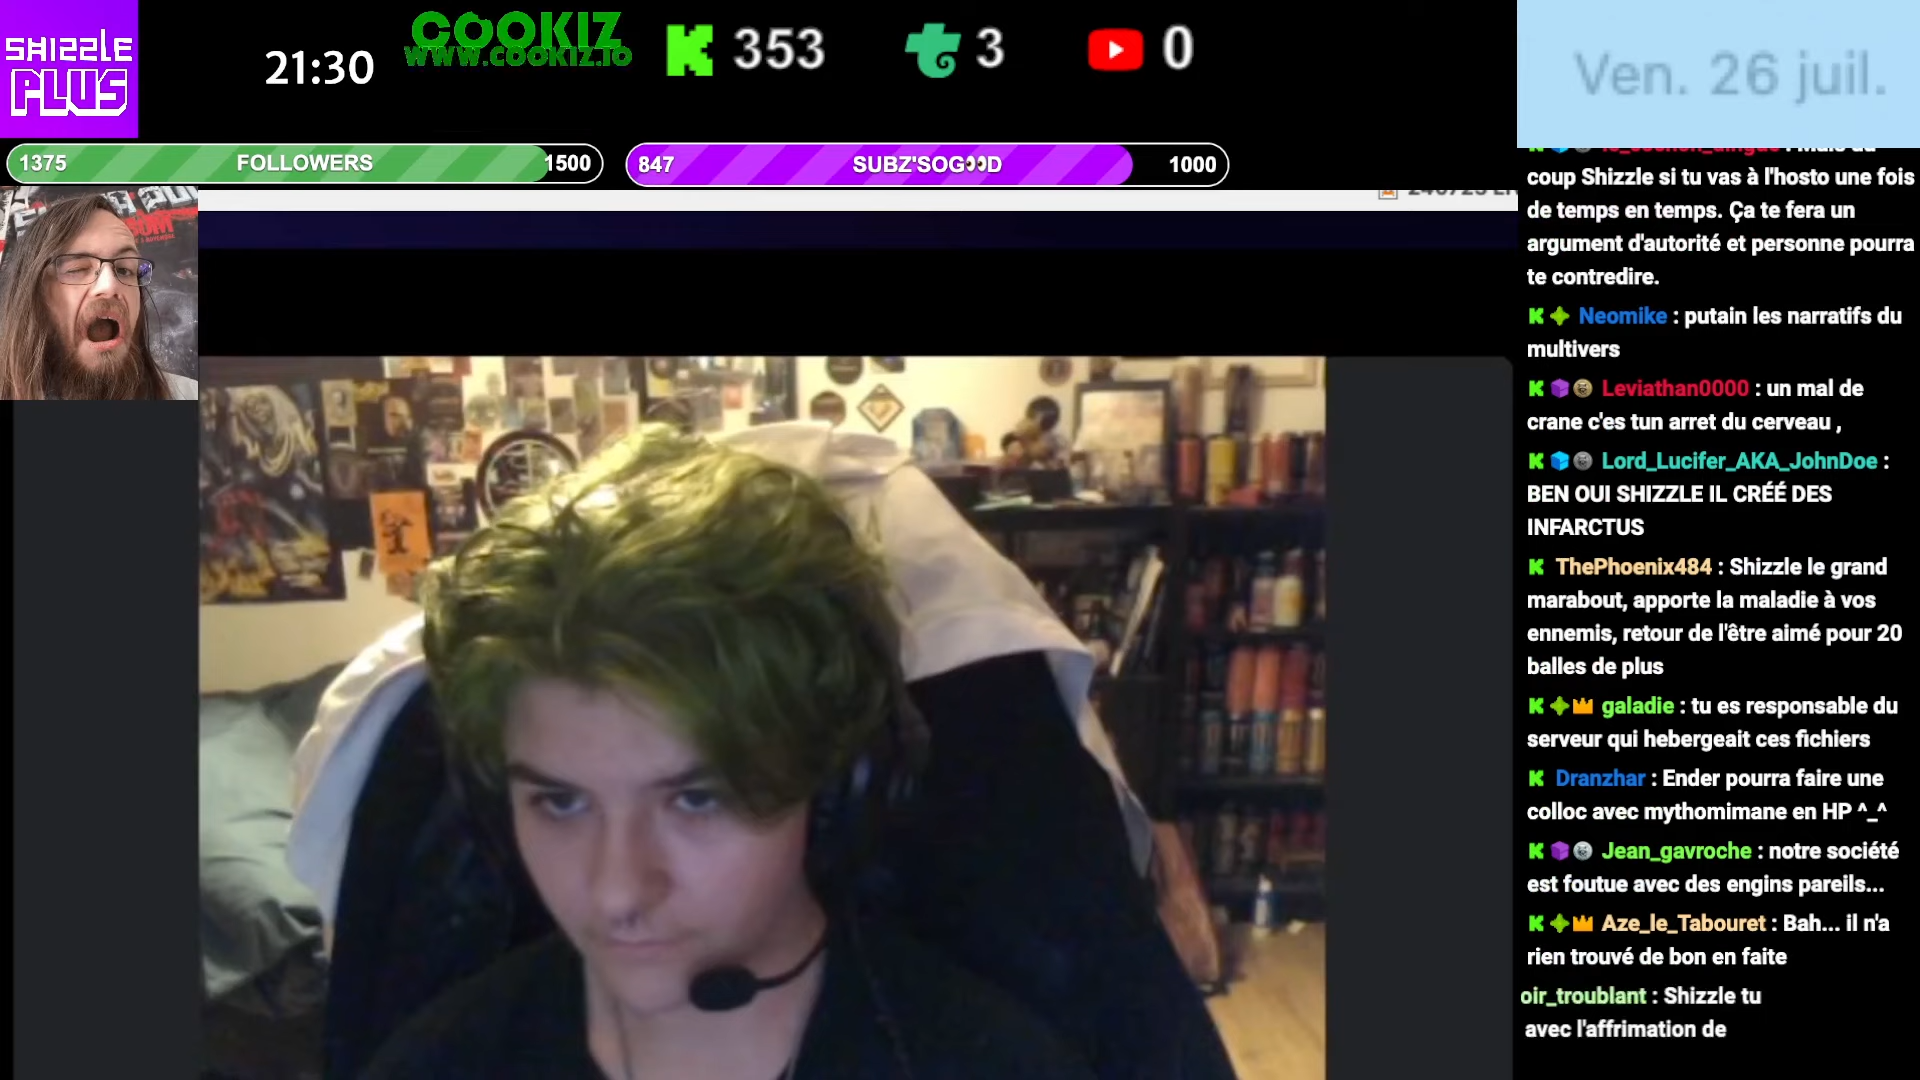 SHIZZLE
PLUS
21:30
COOKIZ
WWW.COOKIZ.IO
353
3
0
Ven. 26 juil.
1375 FOLLOWERS 1500
847 SUBZ'SOG👀D 1000
coup Shizzle si tu vas à l'hosto une fois
de temps en temps. Ça te fera un
argument d'autorité et personne pourra
te contredire.
Neomike : putain les narratifs du
multivers
Leviathan0000 : un mal de
crane c'es tun arret du cerveau ,
Lord_Lucifer_AKA_JohnDoe :
BEN OUI SHIZZLE IL CRÉÉ DES
INFARCTUS
ThePhoenix484 : Shizzle le grand
marabout, apporte la maladie à vos
ennemis, retour de l'être aimé pour 20
balles de plus
galadie : tu es responsable du
serveur qui hebergeait ces fichiers
Dranzhar : Ender pourra faire une
colloc avec mythomimane en HP ^_^
Jean_gavroche : notre société
est foutue avec des engins pareils...
Aze_le_Tabouret : Bah... il n'a
rien trouvé de bon en faite
oir_troublant : Shizzle tu
avec l'affrimation de